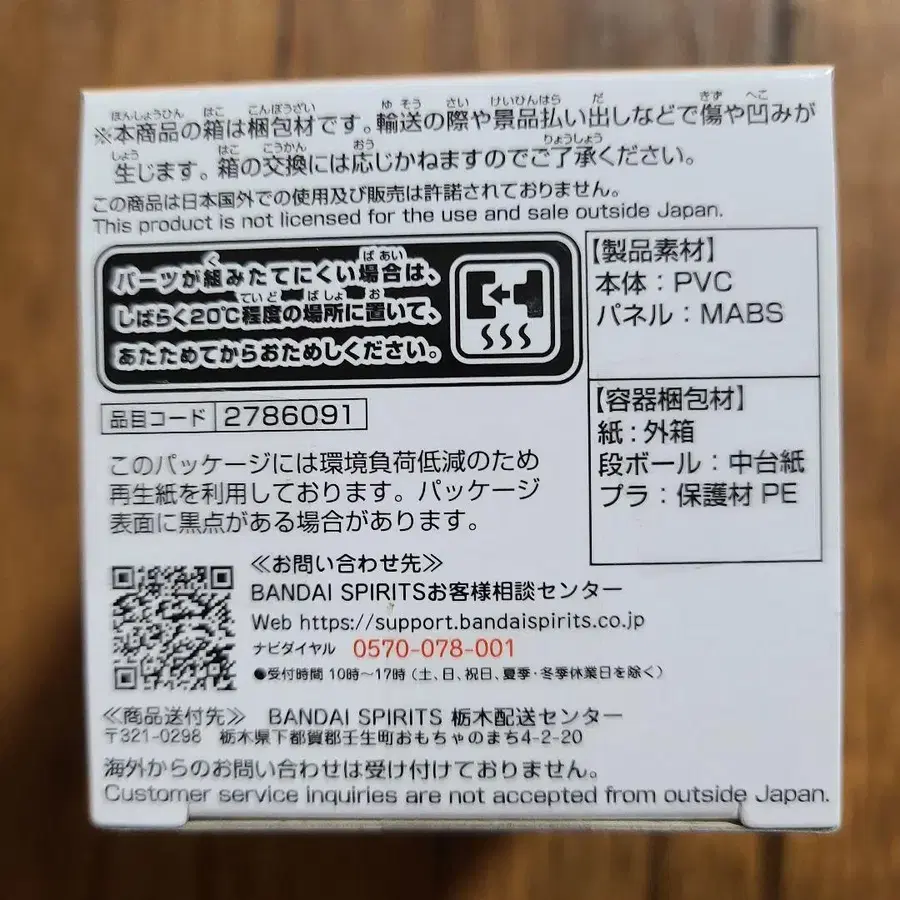 ※本商品の箱は梱包材です。輸送の際や景品払い出しなどで傷や凹みが
生じます。箱の交換には応じかねますのでご了承ください。
この商品は日本国外での使用及び販売は許諾されておりません。
This product is not licensed for the use and sale outside Japan.
パーツが組みたてにくい場合は、
しばらく20℃程度の場所に置いて、
あたためてからおためしください。
【製品素材】
本体：PVC
パネル：MABS
【容器梱包材】
紙：外箱
段ボール：中台紙
プラ：保護材 PE
品目コード 2786091
このパッケージには環境負荷低減のため
再生紙を利用しております。パッケージ
表面に黒点がある場合があります。
≪お問い合わせ先≫
BANDAI SPIRITSお客様相談センター
Web https://support.bandaispirits.co.jp
ナビダイヤル 0570-078-001
●受付時間 10時～17時（土、日、祝日、夏季・冬季休業日を除く）
≪商品送付先≫ BANDAI SPIRITS 栃木配送センター
〒321-0298 栃木県下都賀郡壬生町おもちゃのまち4-2-20
海外からのお問い合わせは受け付けておりません。
Customer service inquiries are not accepted from outside Japan.